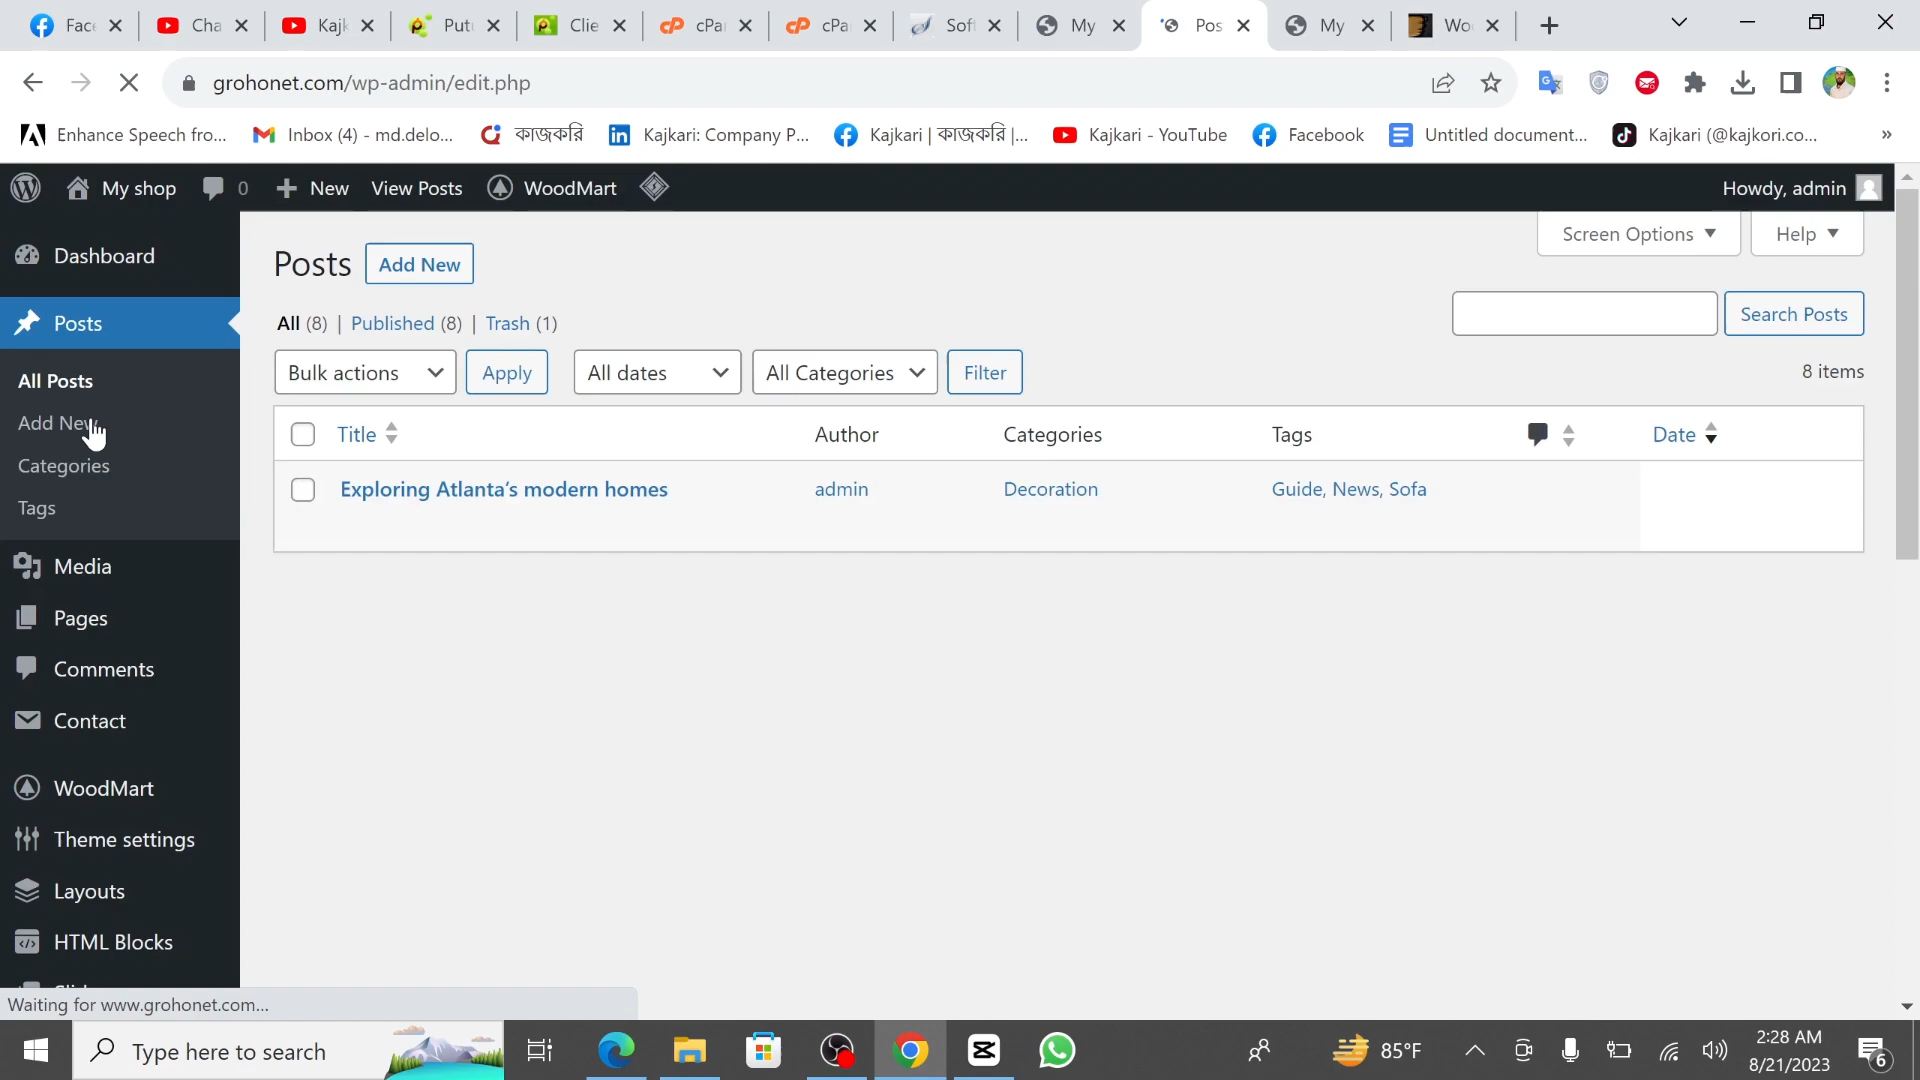 Face
Cha
Kajk
Put
Clie
cPa
cPa
Sof
My
Pos
My
Wo
grohonet.com/wp-admin/edit.php
Enhance Speech fro...
Inbox (4) - md.delo...
কাজকরি
Kajkari: Company P...
Kajkari | কাজকরি |...
Kajkari - YouTube
Facebook
Untitled document...
Kajkari (@kajkori.co...
»
My shop
0
New
View Posts
WoodMart
Howdy, admin
Dashboard
Posts
All Posts
Add New
Categories
Tags
Media
Pages
Comments
Contact
WoodMart
Theme settings
Layouts
HTML Blocks
Screen Options
Help
Posts
Add New
All (8) | Published (8) | Trash (1)
Search Posts
Bulk actions
Apply
All dates
All Categories
Filter
8 items
Title
Author
Categories
Tags
Date
Exploring Atlanta's modern homes
admin
Decoration
Guide, News, Sofa
Waiting for www.grohonet.com...
Type here to search
85°F
2:28 AM
8/21/2023
6